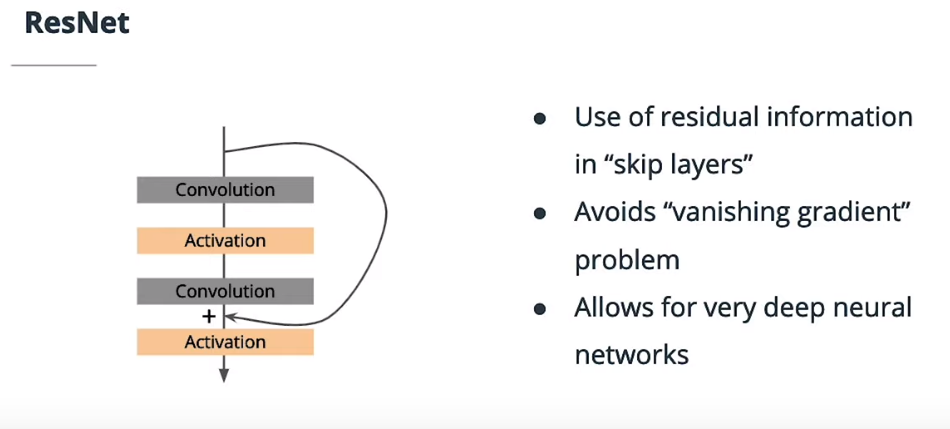 ResNet
Convolution
Activation
Convolution
+
Activation
● Use of residual information
in “skip layers”
● Avoids “vanishing gradient”
problem
● Allows for very deep neural
networks